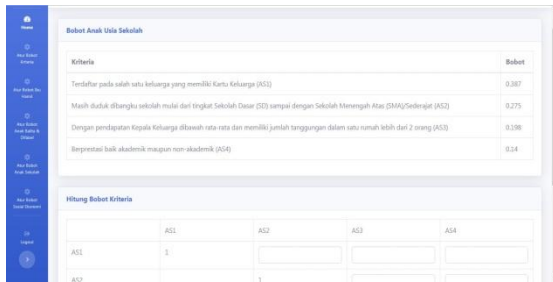 Home
Bobot Anak Usia Sekolah
Kriteria Bobot
Terdaftar pada salah satu keluarga yang memiliki Kartu Keluarga (AS1) 0.387
Masih duduk dibangku sekolah mulai dari tingkat Sekolah Dasar (SD) sampai dengan Sekolah Menengah Atas (SMA)/Sederajat (AS2) 0.275
Dengan pendapatan Kepala Keluarga dibawah rata-rata dan memiliki jumlah tanggungan dalam satu rumah lebih dari 2 orang (AS3) 0.198
Berprestasi baik akademik maupun non-akademik (AS4) 0.14
Hitung Bobot Kriteria
AS1 AS2 AS3 AS4
AS1 1
AS2 1
Logout